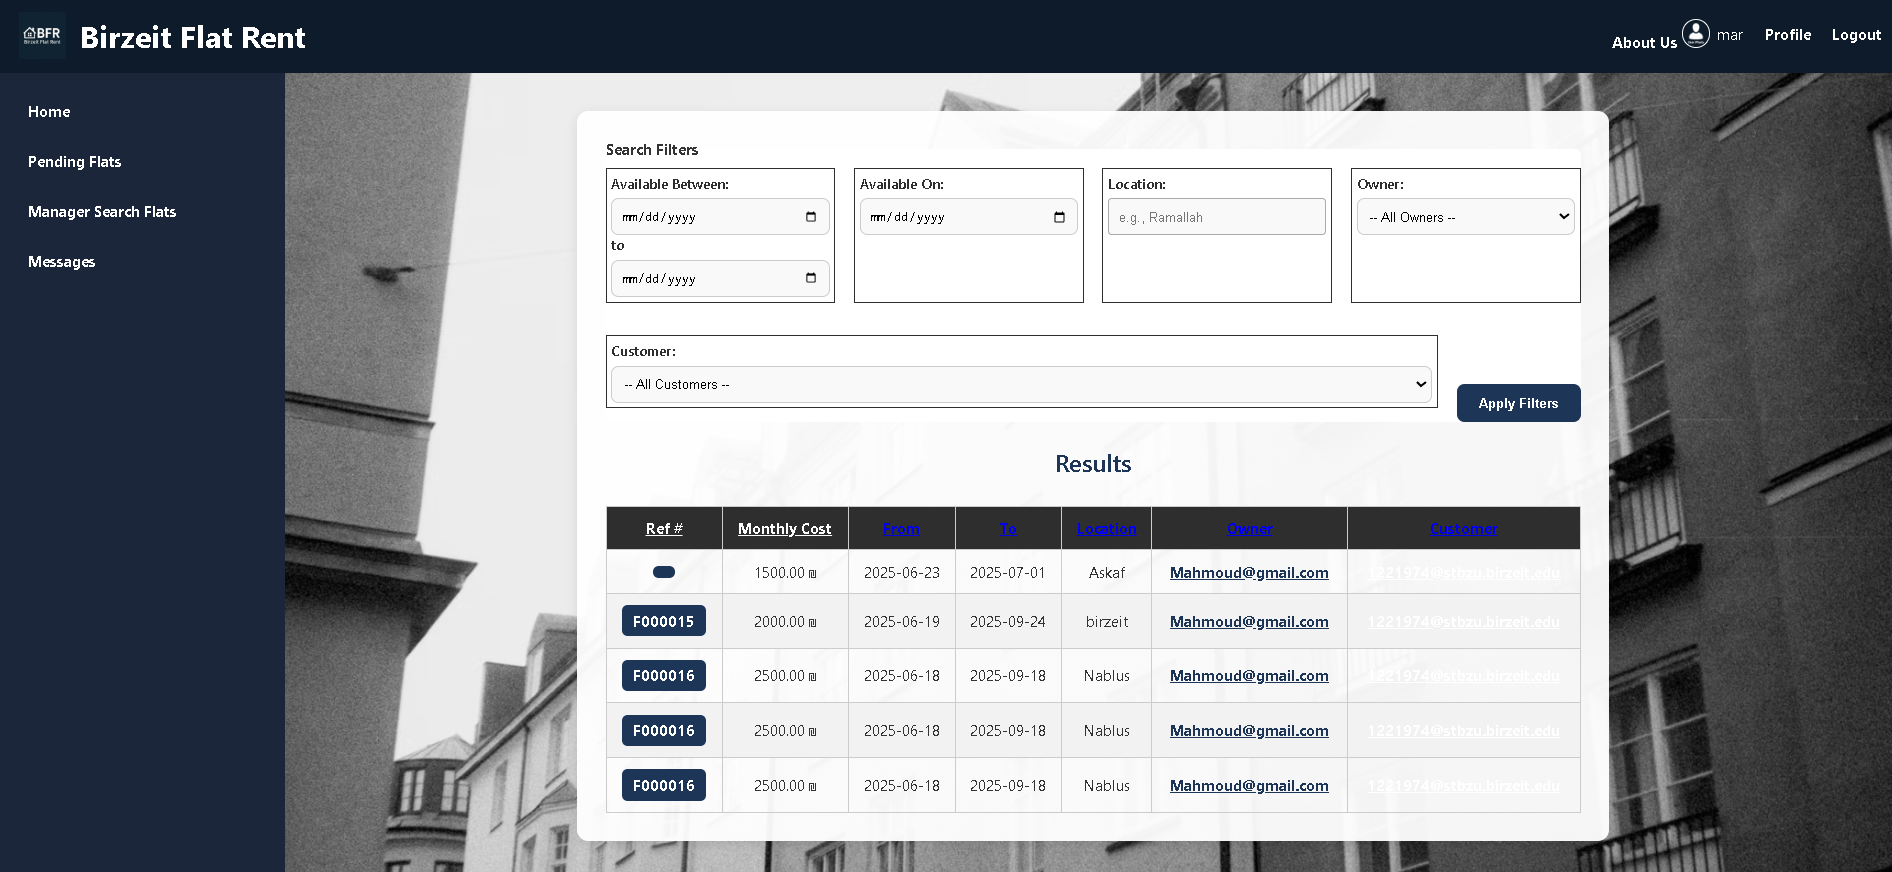 BFR
Birzeit Flat Rent
Birzeit Flat Rent
About Us
mar
Profile
Logout
Home
Pending Flats
Manager Search Flats
Messages
Search Filters
Available Between:
mm/dd/yyyy
to
mm/dd/yyyy
Available On:
mm/dd/yyyy
Location:
e.g., Ramallah
Owner:
-- All Owners --
Customer:
-- All Customers --
Apply Filters
Results
Ref # Monthly Cost From To Location Owner Customer
1500.00 ₪ 2025-06-23 2025-07-01 Askaf Mahmoud@gmail.com 1221974@stbzu.birzeit.edu
F000015 2000.00 ₪ 2025-06-19 2025-09-24 birzeit Mahmoud@gmail.com 1221974@stbzu.birzeit.edu
F000016 2500.00 ₪ 2025-06-18 2025-09-18 Nablus Mahmoud@gmail.com 1221974@stbzu.birzeit.edu
F000016 2500.00 ₪ 2025-06-18 2025-09-18 Nablus Mahmoud@gmail.com 1221974@stbzu.birzeit.edu
F000016 2500.00 ₪ 2025-06-18 2025-09-18 Nablus Mahmoud@gmail.com 1221974@stbzu.birzeit.edu